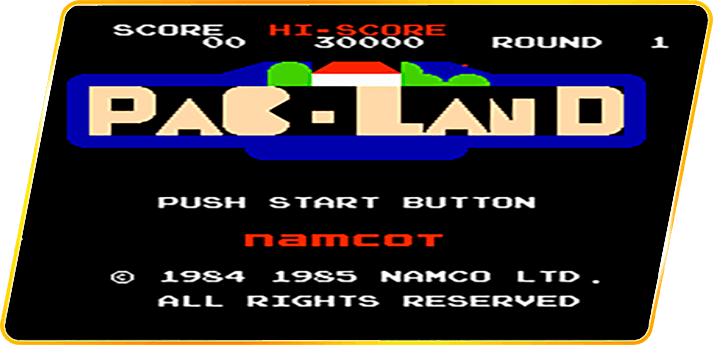 SCORE HI-SCORE
00 30000 ROUND 1
PAC-LAND
PUSH START BUTTON
namcot
© 1984 1985 NAMCO LTD.
ALL RIGHTS RESERVED